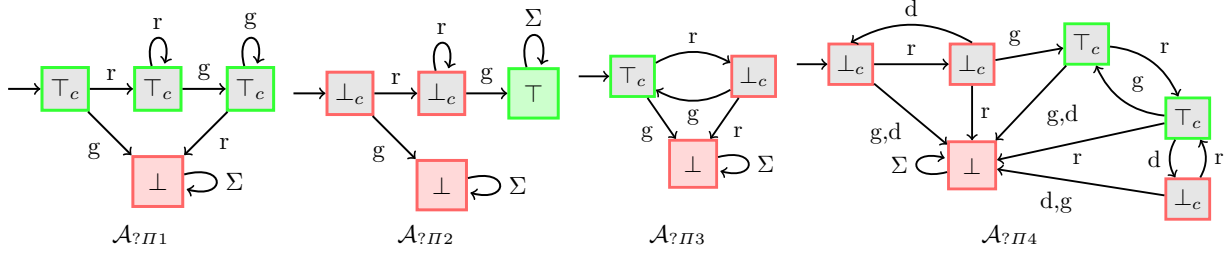 r g Σ d g r
⊤c r ⊤c g ⊤c
⊥c r ⊥c g ⊤
⊤c r ⊥c g
⊥c r ⊥c g ⊤c r
g ⊤c
g r
g
g r
g,d r g,d r
d r
⊥ Σ
⊥ Σ
⊥ Σ
Σ ⊥
d,g ⊥c
𝒜?Π1 𝒜?Π2 𝒜?Π3 𝒜?Π4